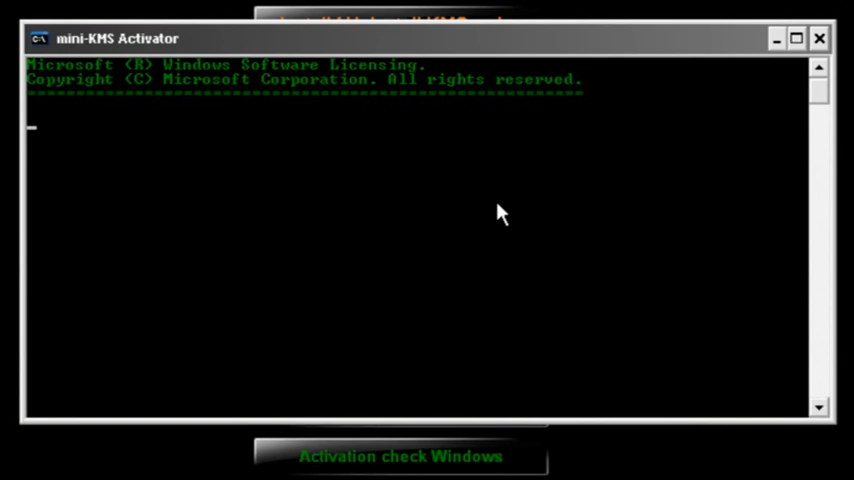 mini-KMS Activator
Microsoft (R) Windows Software Licensing.
Copyright (C) Microsoft Corporation. All rights reserved.
Activation check Windows